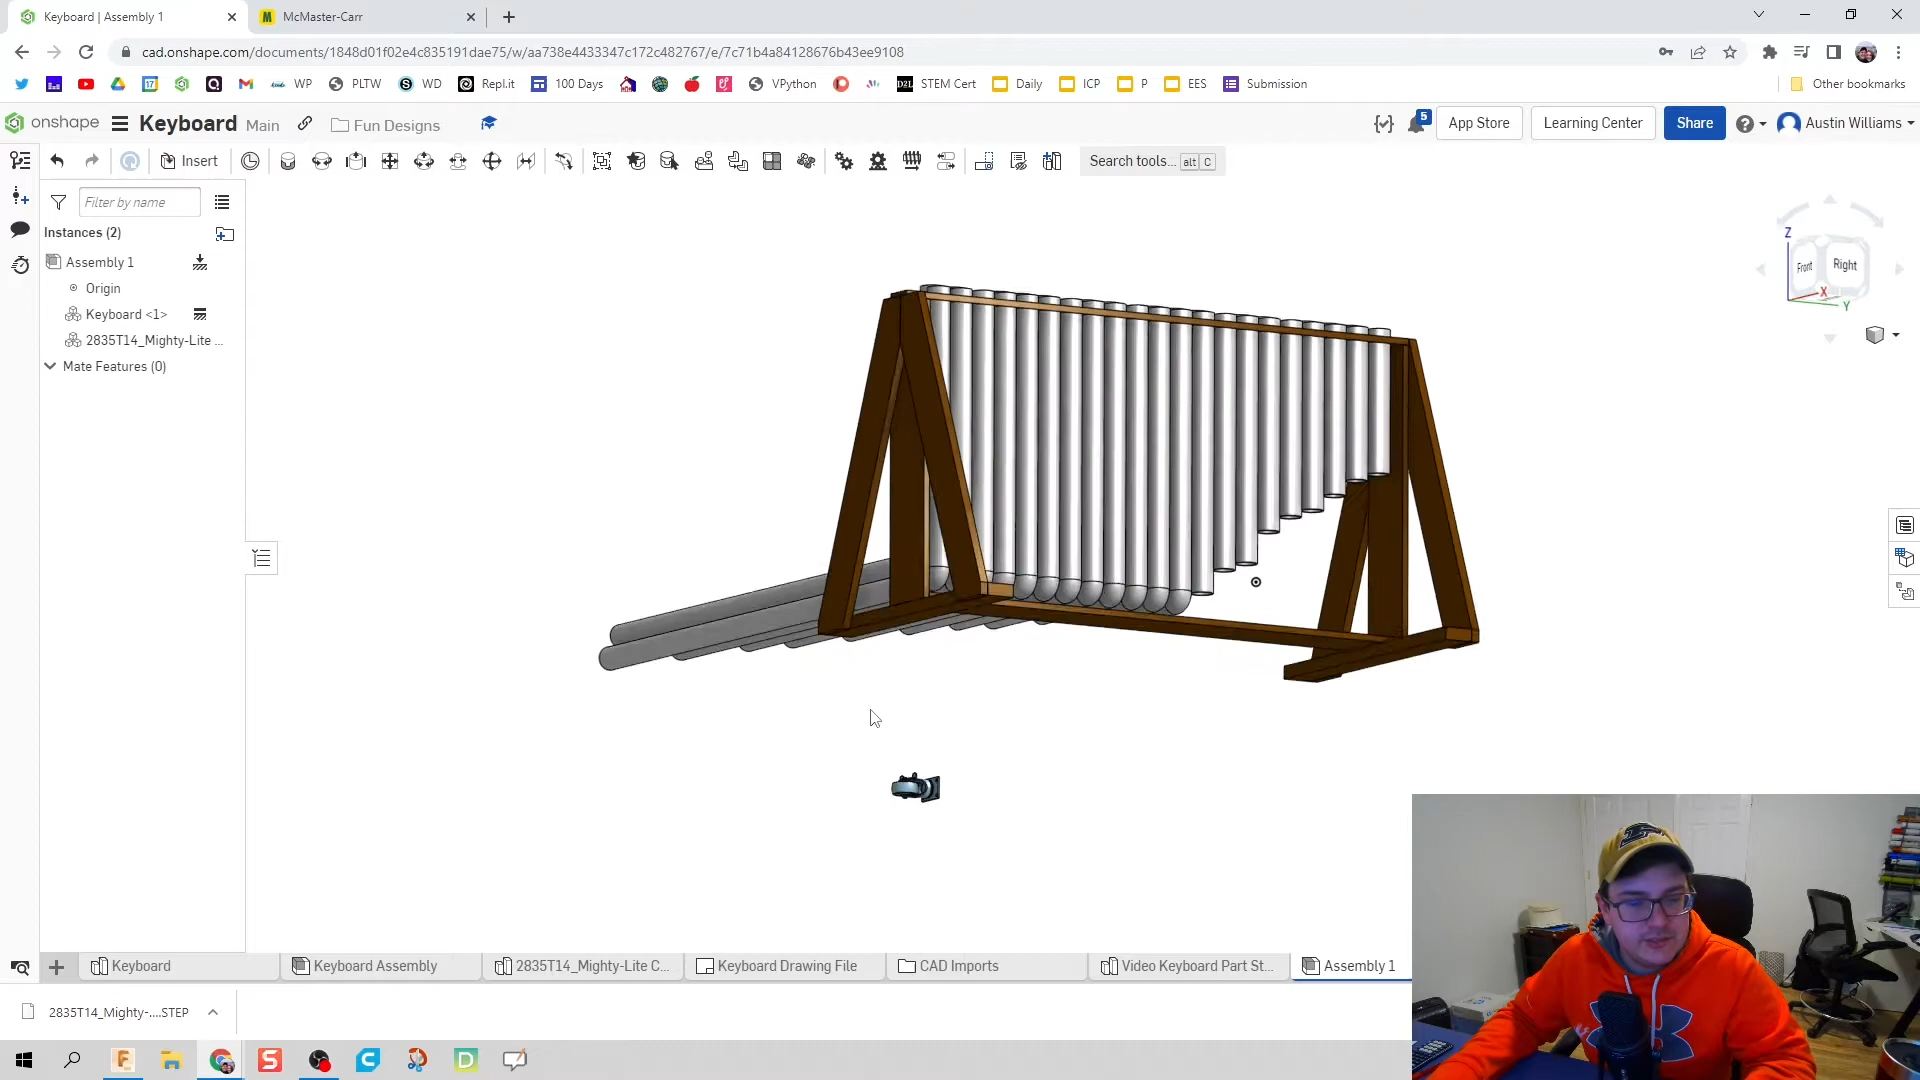 Keyboard | Assembly 1
McMaster-Carr
cad.onshape.com/documents/1848d01f02e4c835191dae75/w/aa738e4433347c172c482767/e/7c71b4a84128676b43ee9108
17 WP PLTW S WD Repl.it 100 Days VPython D2L STEM Cert Daily ICP P EES Submission Other bookmarks
onshape Keyboard Main Fun Designs 5 App Store Learning Center Share Austin Williams
Insert Search tools... alt C
Filter by name
Instances (2)
Assembly 1
Origin
Keyboard <1>
2835T14_Mighty-Lite ...
Mate Features (0)
Z
Front Right
X
Y
Keyboard Keyboard Assembly 2835T14_Mighty-Lite C... Keyboard Drawing File CAD Imports Video Keyboard Part St... Assembly 1
2835T14_Mighty-....STEP